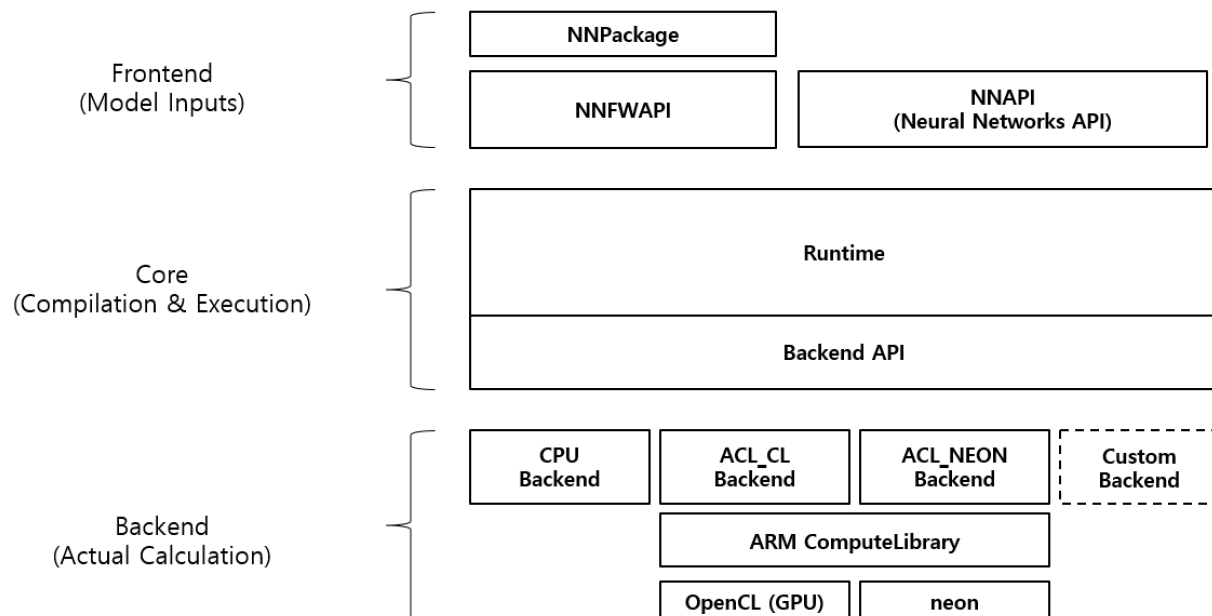 Frontend
(Model Inputs)
NNPackage
NNFWAPI
NNAPI
(Neural Networks API)
Core
(Compilation & Execution)
Runtime
Backend API
Backend
(Actual Calculation)
CPU
Backend
ACL_CL
Backend
ACL_NEON
Backend
Custom
Backend
ARM ComputeLibrary
OpenCL (GPU)
neon